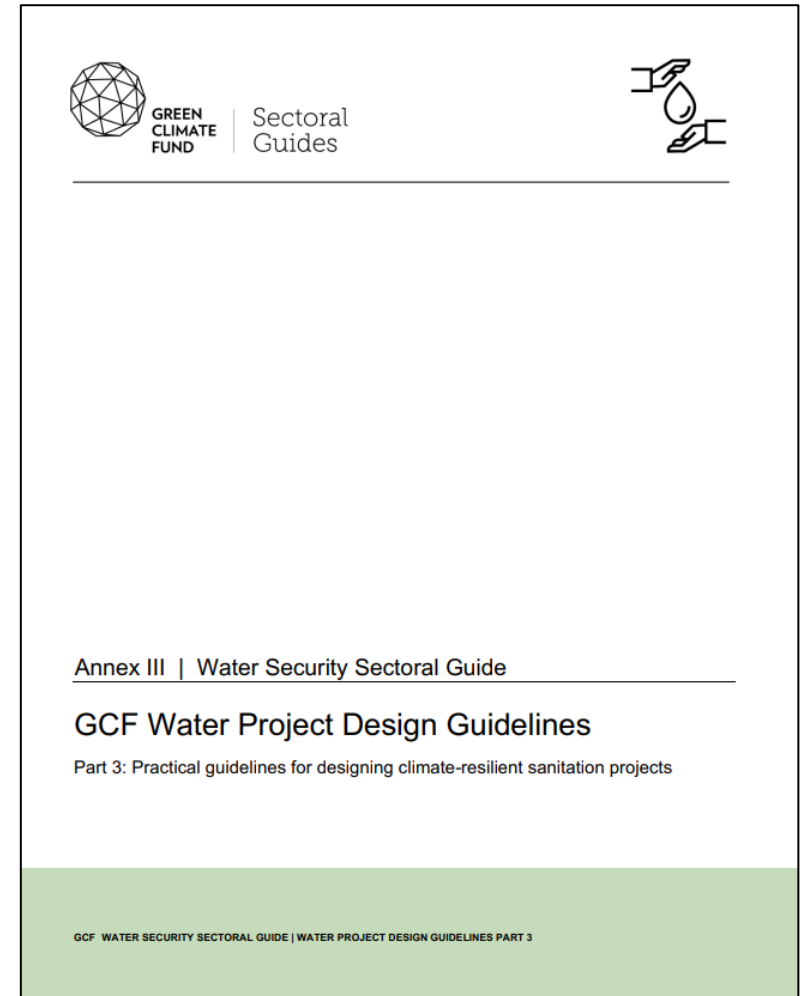 GREEN
CLIMATE
FUND
Sectoral
Guides
Annex III | Water Security Sectoral Guide
GCF Water Project Design Guidelines
Part 3: Practical guidelines for designing climate-resilient sanitation projects
GCF WATER SECURITY SECTORAL GUIDE | WATER PROJECT DESIGN GUIDELINES PART 3